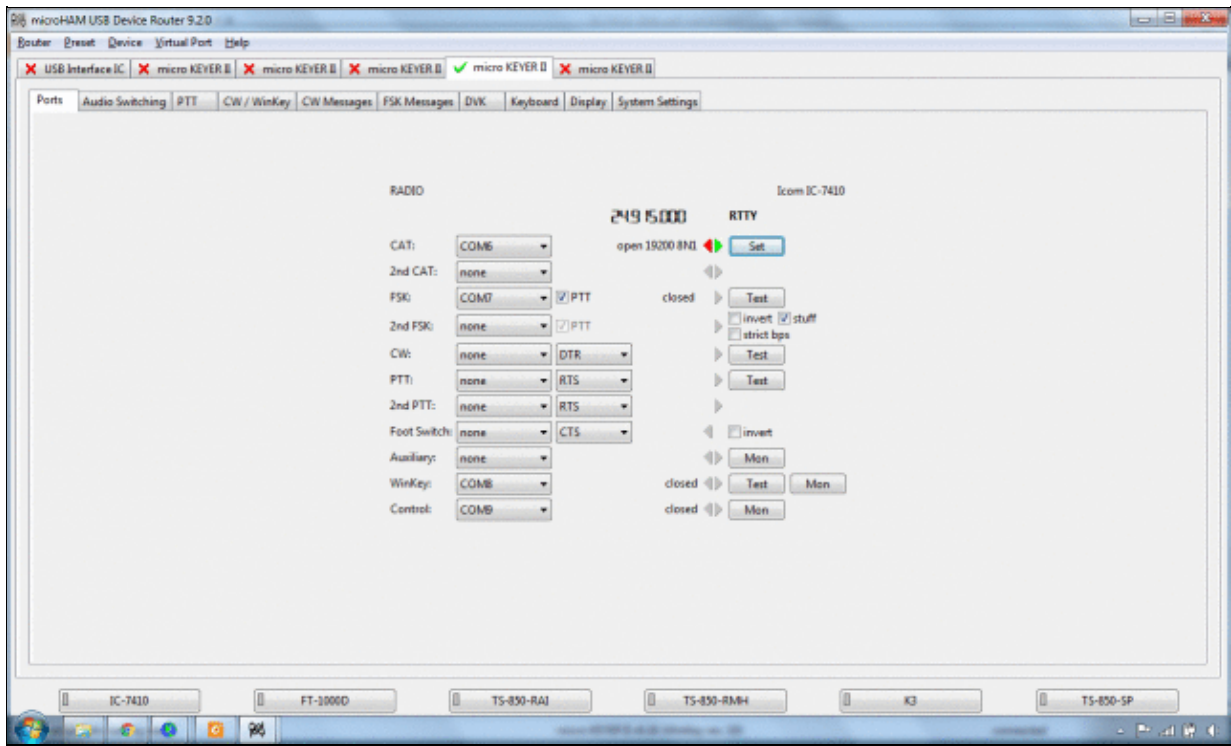 microHAM USB Device Router 9.2.0
Router Preset Device Virtual Port Help
USB Interface IC micro KEYER II micro KEYER II micro KEYER II micro KEYER II micro KEYER II
Ports Audio Switching PTT CW / WinKey CW Messages FSK Messages DVK Keyboard Display System Settings
RADIO Icom IC-7410
24.915.000 RTTY
CAT: COM6 open 19200 8N1 Set
2nd CAT: none
FSK: COM7 PTT closed Test
invert stuff
2nd FSK: none PTT
strict bps
CW: none DTR Test
PTT: none RTS Test
2nd PTT: none RTS
Foot Switch: none CTS invert
Auxiliary: none Mon
WinKey: COM8 closed Test Mon
Control: COM9 closed Mon
IC-7410 FT-1000D TS-850-RAI TS-850-RMH K3 TS-850-SP